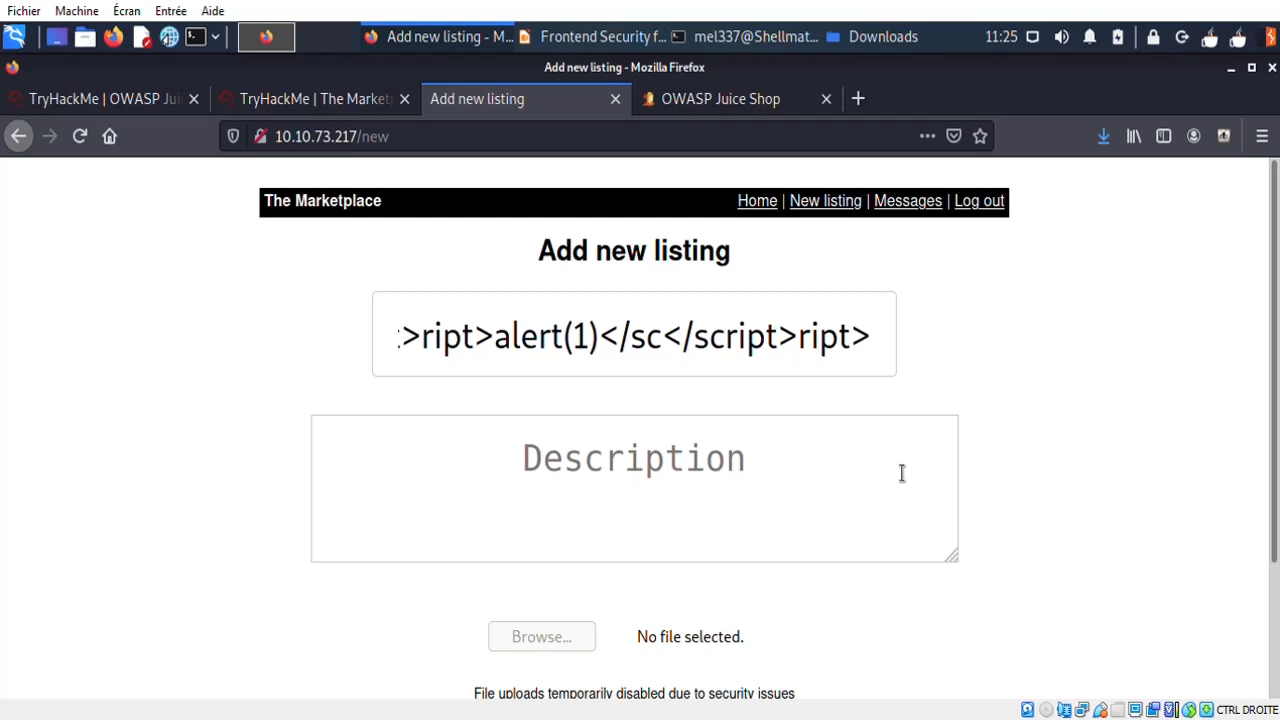 Fichier Machine Écran Entrée Aide
Add new listing - M... Frontend Security f... mel337@Shellmat... Downloads 11:25
Add new listing - Mozilla Firefox
TryHackMe | OWASP Jui TryHackMe | The Market Add new listing OWASP Juice Shop
10.10.73.217/new
The Marketplace Home | New listing | Messages | Log out
Add new listing
>ript>alert(1)</sc</script>ript>
Description
Browse... No file selected.
File uploads temporarily disabled due to security issues
CTRL DROITE